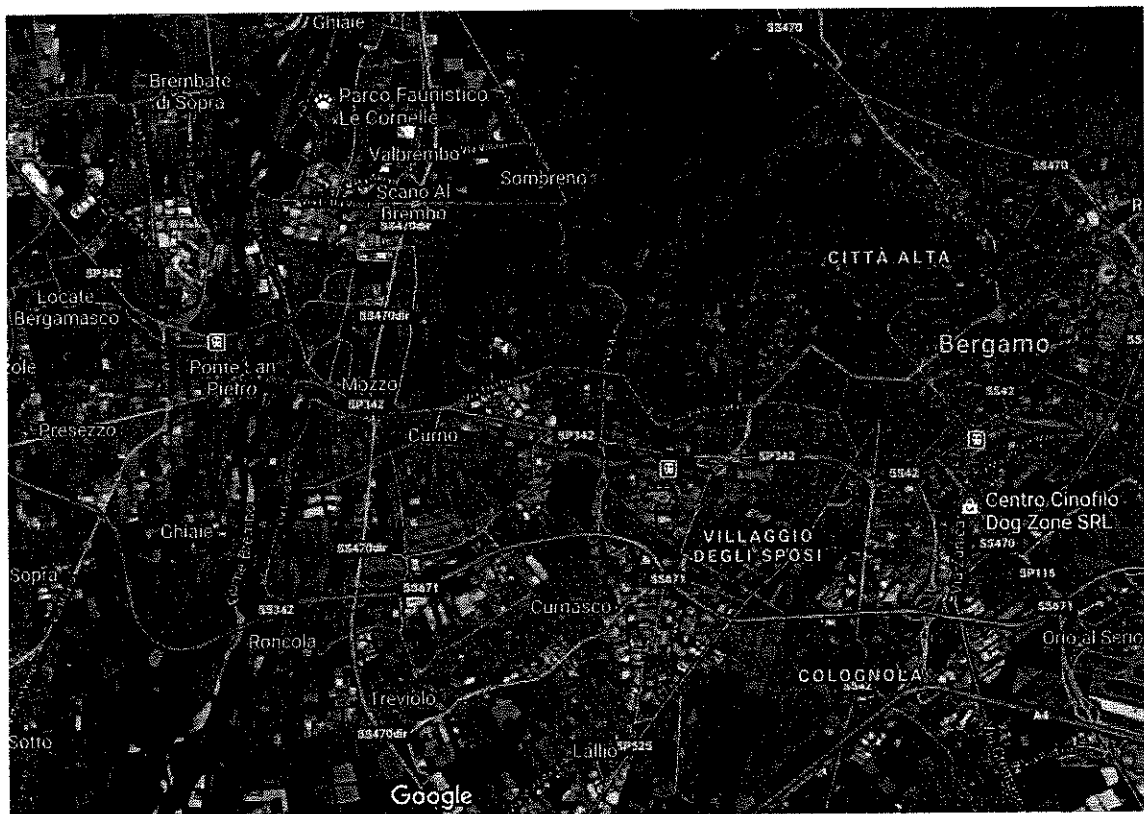 Ghiaie
SS470
Brembate
di Sopra
Parco Faunistico
Le Cornelle
Valbrembo
Scano Al
Brembo
SS470dir
Sombreno
SS470
CITTÀ ALTA
SP342
Locate
Bergamasco
SS470dir
Bergamo
Ponte San
Pietro
Mozzo
SP342
SS42
Presezzo
Curno
SP342
SP342
SS42
Centro Cinofilo
Dog Zone SRL
SS470
Ghiaie
VILLAGGIO
DEGLI SPOSI
SS470dir
SS671
SS671
SP115
SS671
Sopra
SS342
Curnasco
Roncola
Orio al Serio
COLOGNOLA
SS42
Treviolo
A4
SS470dir
Sotto
Lallio
SP525
Google